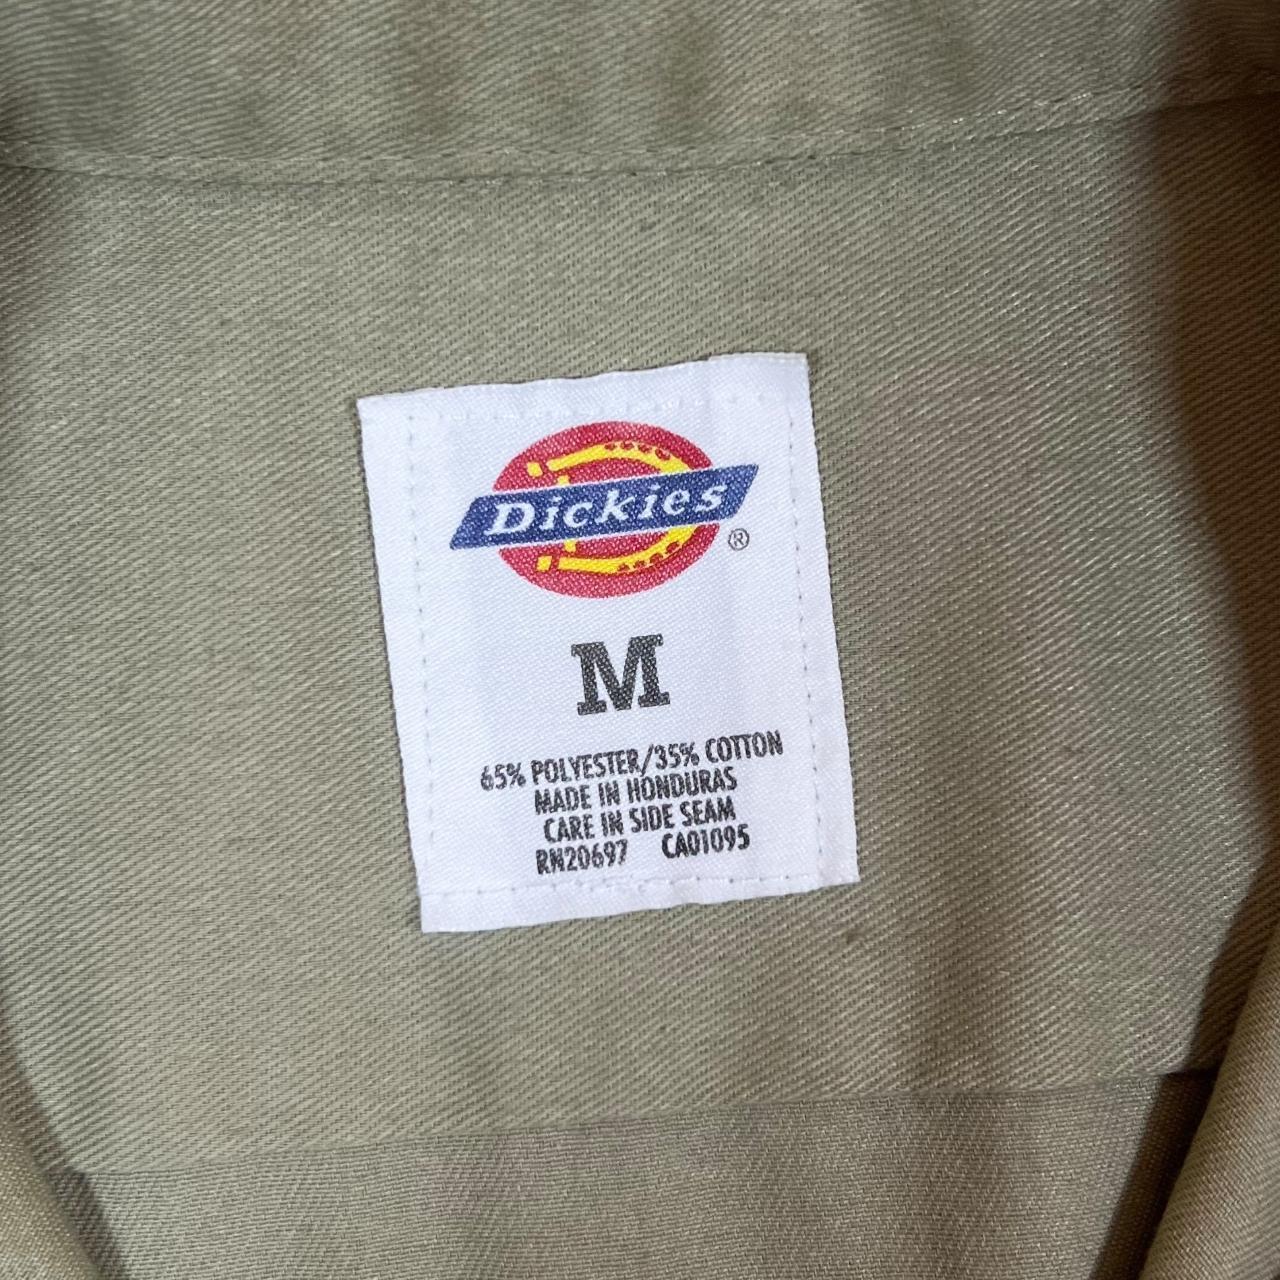 Dickies
®
M
65% POLYESTER/35% COTTON
MADE IN HONDURAS
CARE IN SIDE SEAM
RN20697 CA01095